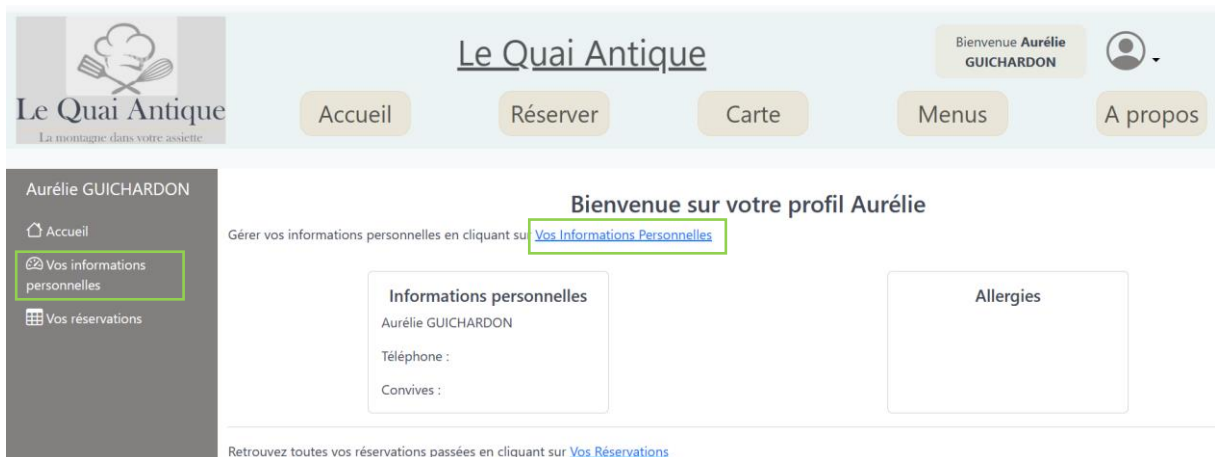 Le Quai Antique
La montagne dans votre assiette
Le Quai Antique
Bienvenue Aurélie
GUICHARDON
Accueil
Réserver
Carte
Menus
A propos
Aurélie GUICHARDON
Accueil
Vos informations
personnelles
Vos réservations
Bienvenue sur votre profil Aurélie
Gérer vos informations personnelles en cliquant sur Vos Informations Personnelles
Informations personnelles
Aurélie GUICHARDON
Téléphone :
Convives :
Allergies
Retrouvez toutes vos réservations passées en cliquant sur Vos Réservations